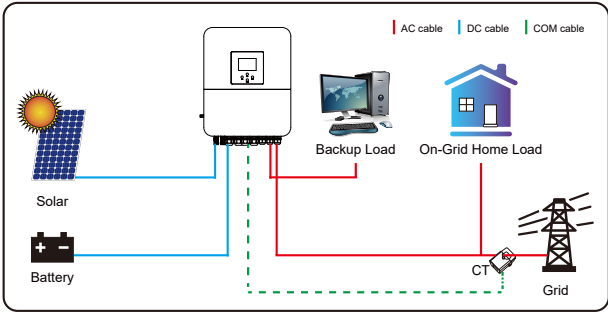 AC cable
DC cable
COM cable
Backup Load
On-Grid Home Load
Solar
Battery
CT
Grid